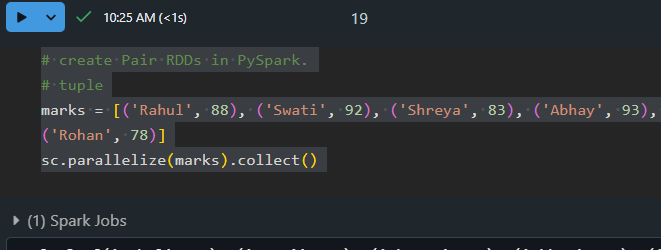 10:25 AM (<1s)
19
# create Pair RDDs in PySpark.
# tuple
marks = [('Rahul', 88), ('Swati', 92), ('Shreya', 83), ('Abhay', 93),
('Rohan', 78)]
sc.parallelize(marks).collect()
(1) Spark Jobs